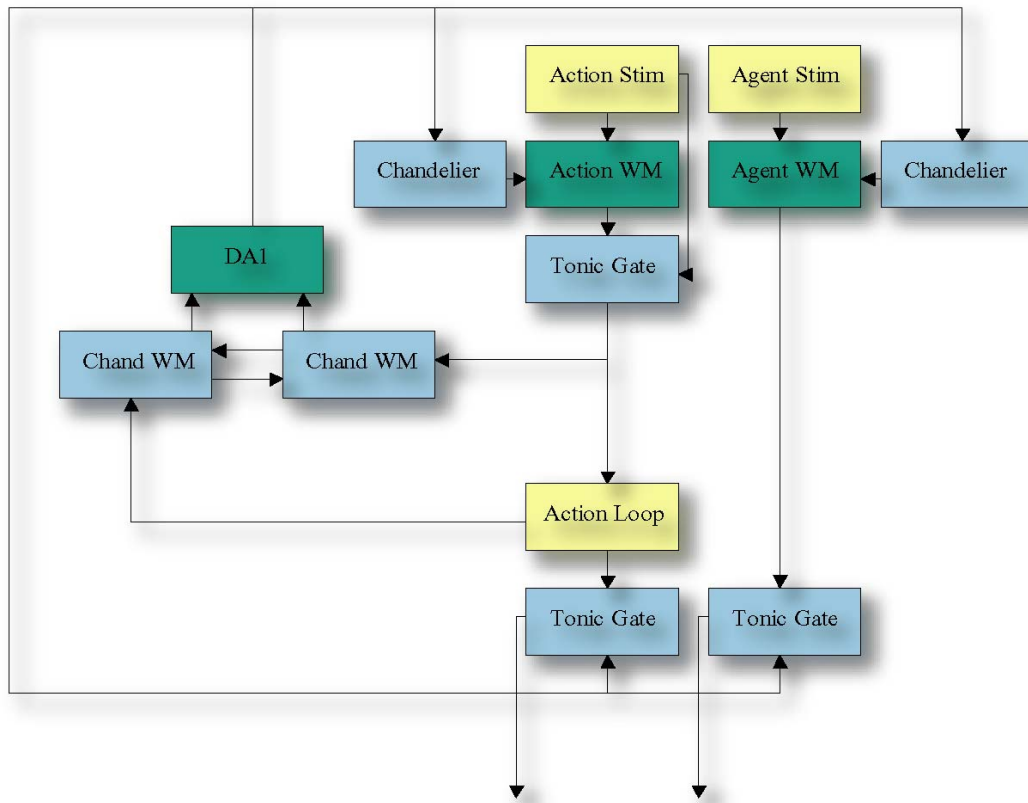 Action Stim
Agent Stim
Chandelier
Action WM
Agent WM
Chandelier
DA1
Tonic Gate
Chand WM
Chand WM
Action Loop
Tonic Gate
Tonic Gate